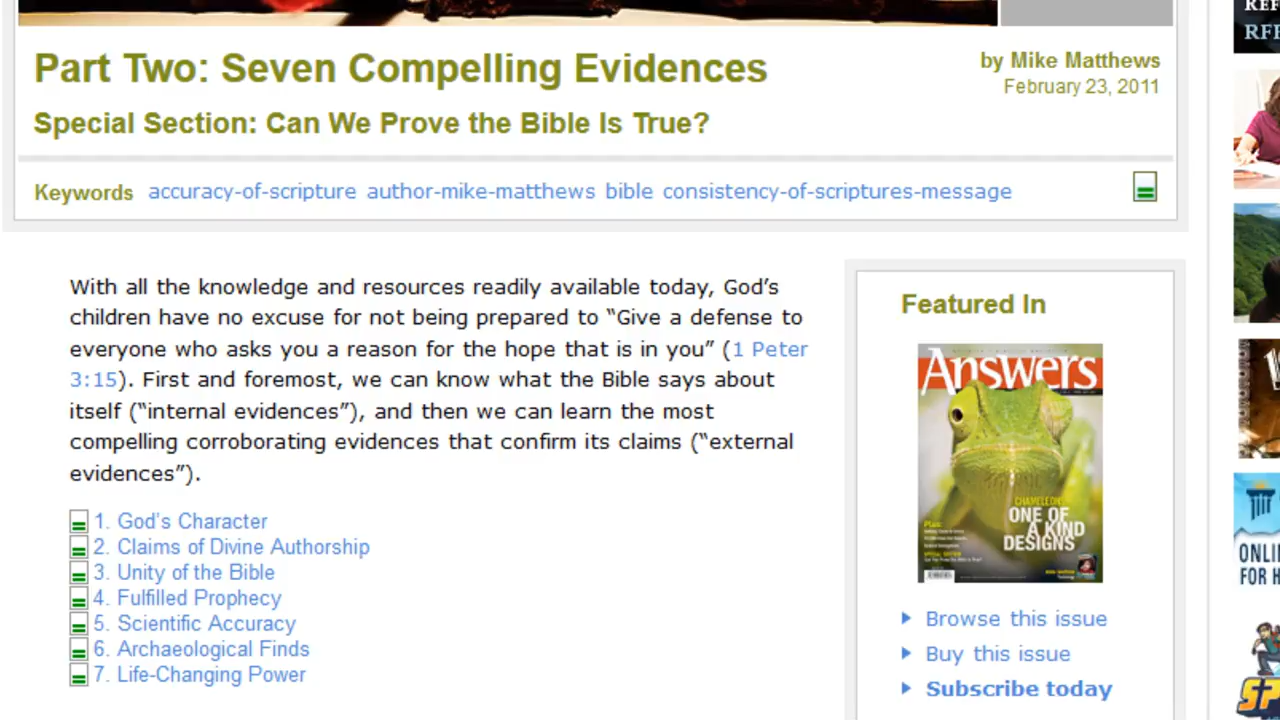 Part Two: Seven Compelling Evidences
by Mike Matthews
February 23, 2011
Special Section: Can We Prove the Bible Is True?
Keywords accuracy-of-scripture author-mike-matthews bible consistency-of-scriptures-message
With all the knowledge and resources readily available today, God’s
children have no excuse for not being prepared to “Give a defense to
everyone who asks you a reason for the hope that is in you” (1 Peter
3:15). First and foremost, we can know what the Bible says about
itself (“internal evidences”), and then we can learn the most
compelling corroborating evidences that confirm its claims (“external
evidences”).
1. God’s Character
2. Claims of Divine Authorship
3. Unity of the Bible
4. Fulfilled Prophecy
5. Scientific Accuracy
6. Archaeological Finds
7. Life-Changing Power
Featured In
Answers
CHAMELEONS
ONE OF
A KIND
DESIGNS
Plus:
Browse this issue
Buy this issue
Subscribe today
ONLI
FOR H
SP